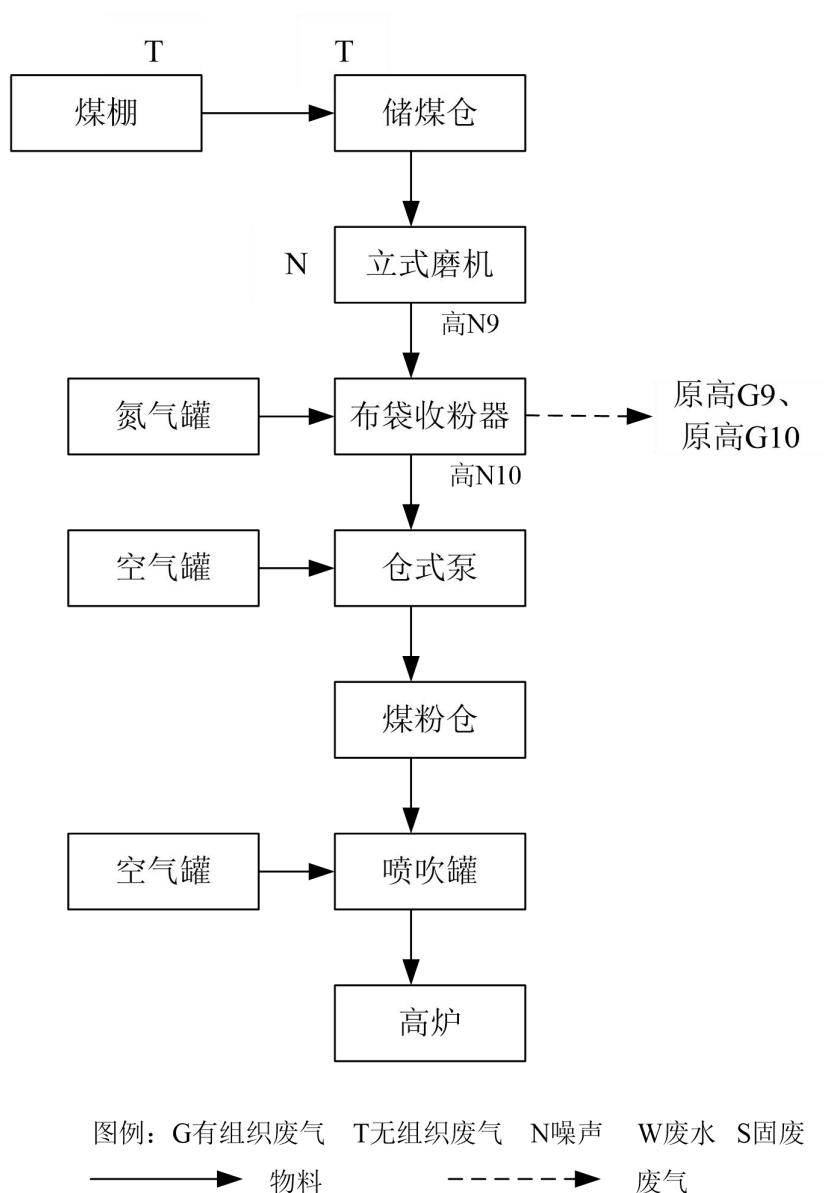 T T
煤棚 储煤仓
N 立式磨机
高N9
氮气罐 布袋收粉器 原高G9、
原高G10
高N10
空气罐 仓式泵
煤粉仓
空气罐 喷吹罐
高炉
图例：G有组织废气 T无组织废气 N噪声 W废水 S固废
物料 废气